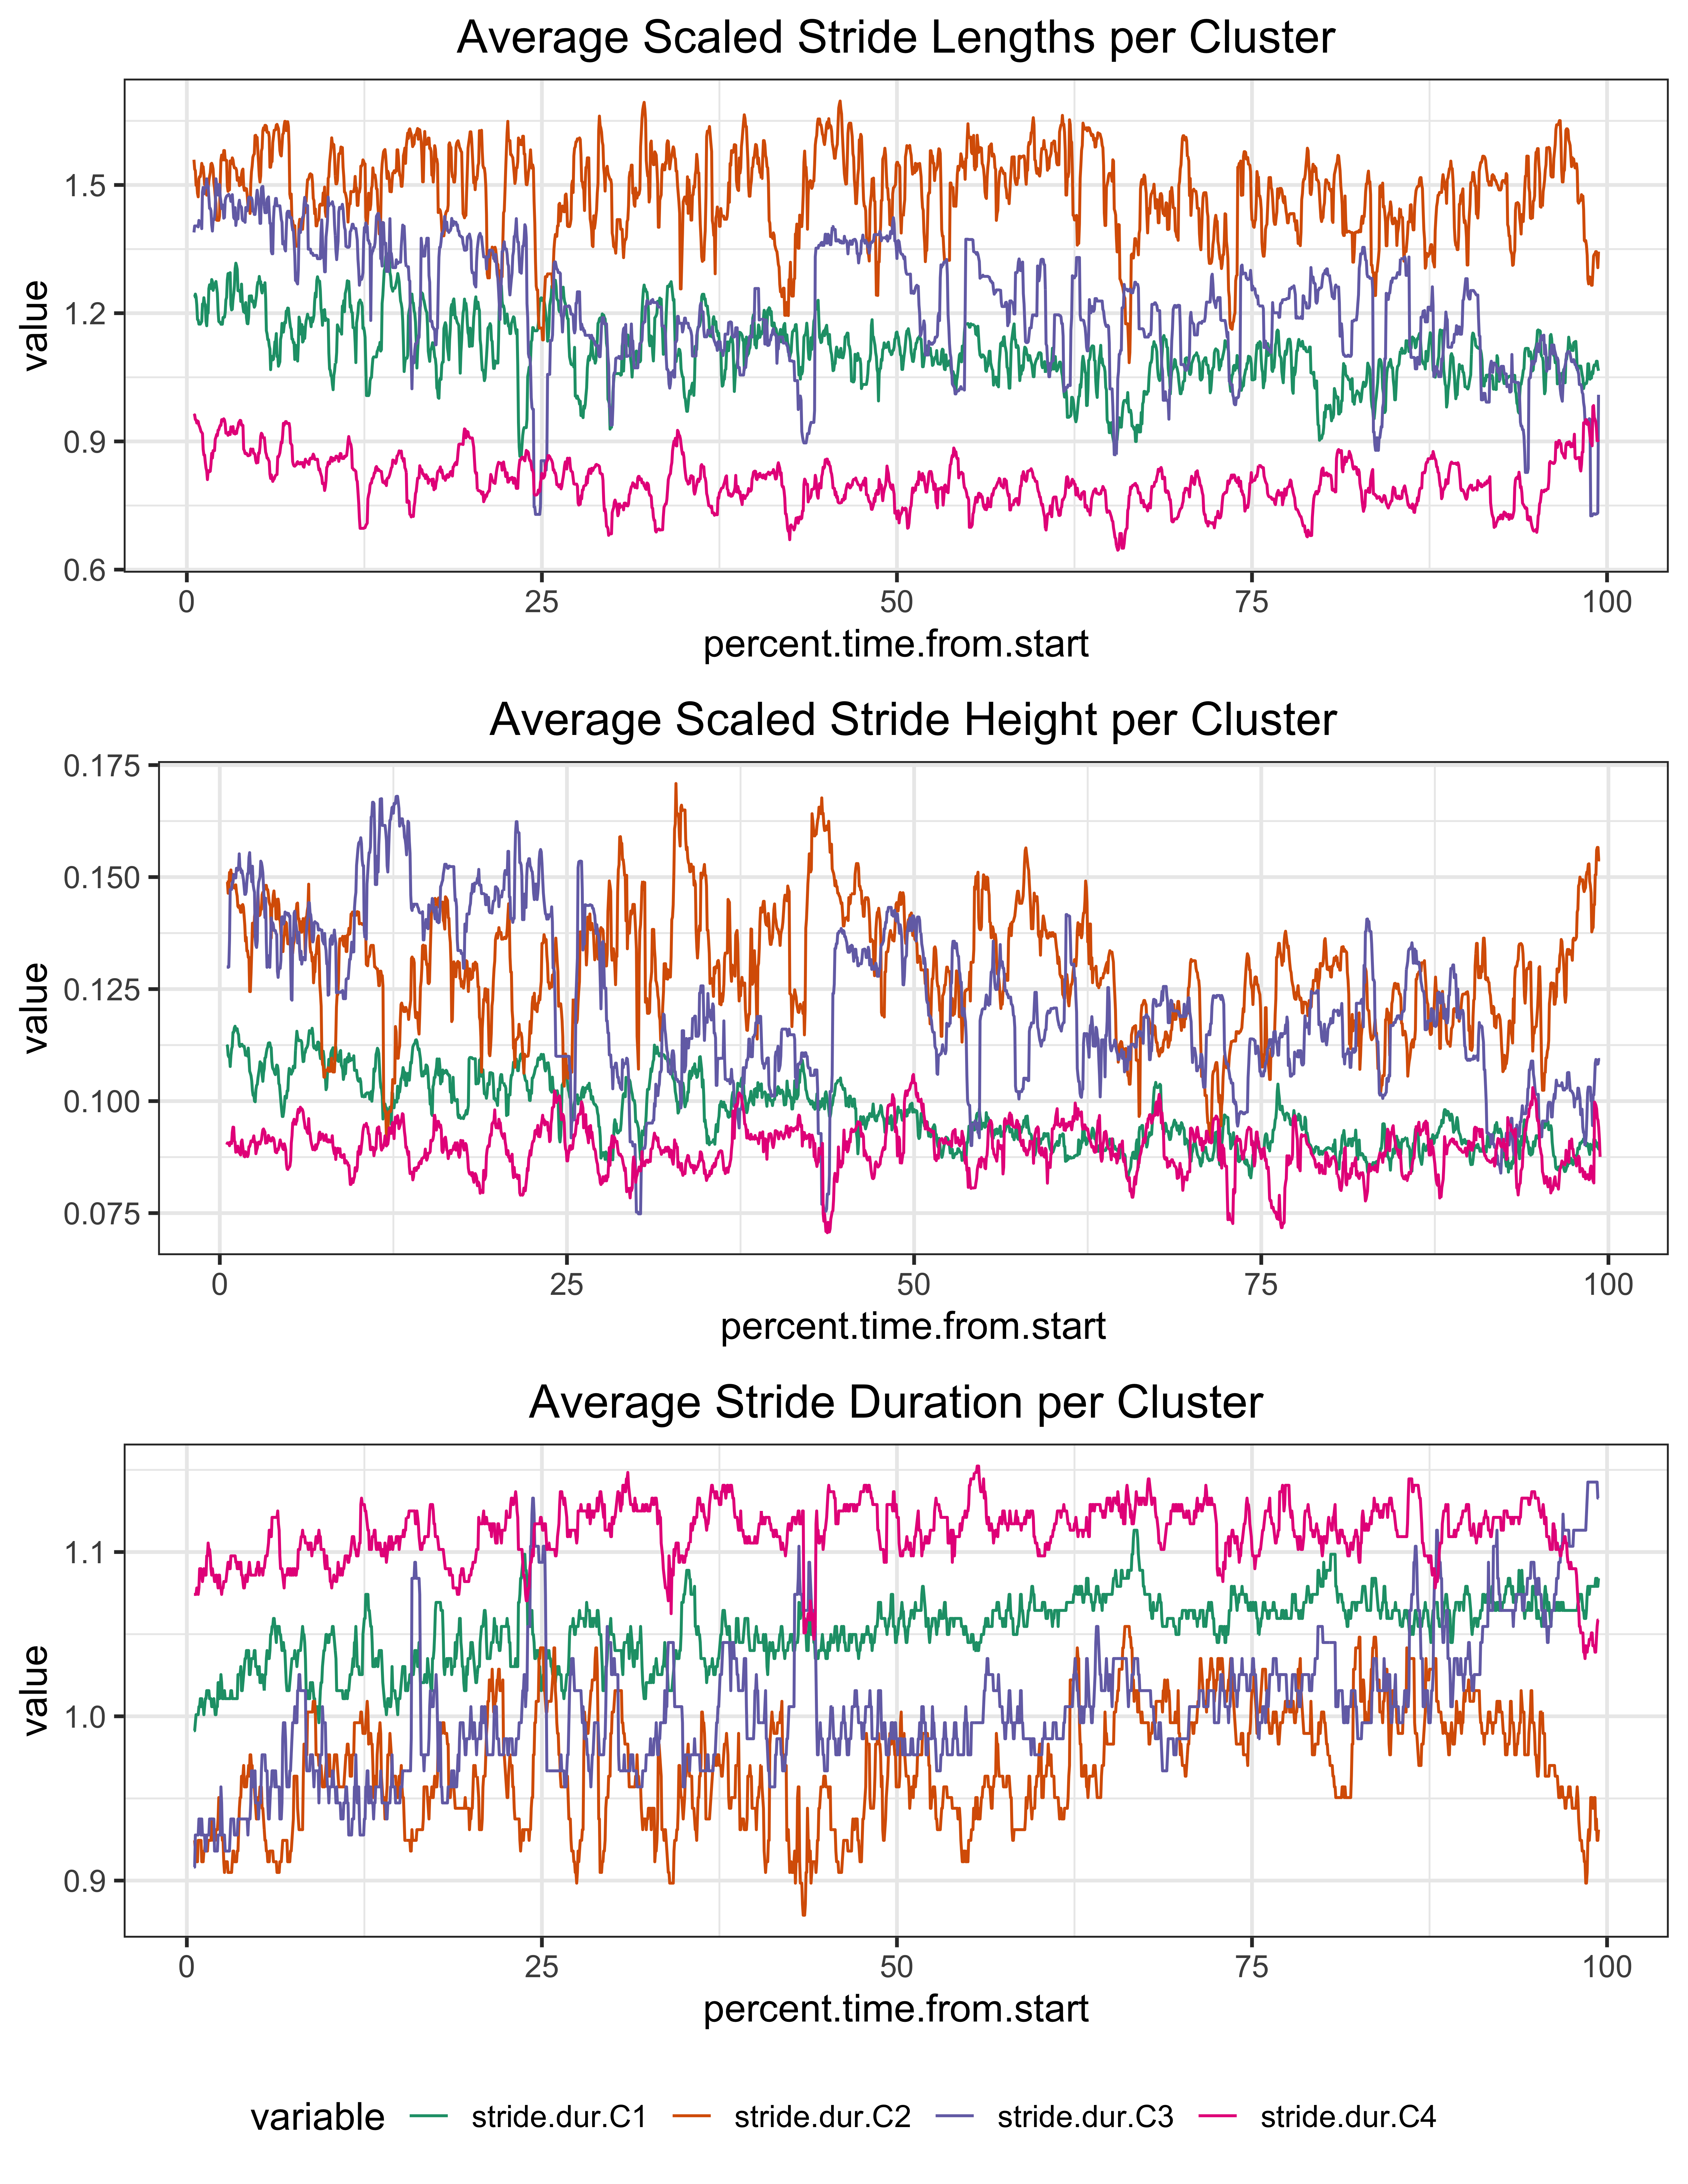 Average Scaled Stride Lengths per Cluster
value
1.5
1.2
0.9
0.6
0 25 50 75 100
percent.time.from.start
Average Scaled Stride Height per Cluster
value
0.175
0.150
0.125
0.100
0.075
0 25 50 75 100
percent.time.from.start
Average Stride Duration per Cluster
value
1.1
1.0
0.9
0 25 50 75 100
percent.time.from.start
variable stride.dur.C1 stride.dur.C2 stride.dur.C3 stride.dur.C4